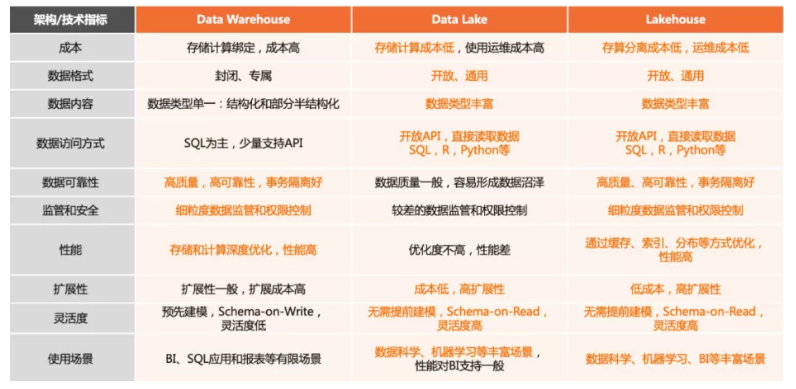 架构/技术指标 Data Warehouse Data Lake Lakehouse
成本 存储计算绑定，成本高 存储计算成本低，使用运维成本高 存算分离成本低，运维成本低
数据格式 封闭、专属 开放、通用 开放、通用
数据内容 数据类型单一：结构化和部分半结构化 数据类型丰富 数据类型丰富
数据访问方式 SQL为主，少量支持API 开放API，直接读取数据 开放API，直接读取数据
SQL，R，Python等 SQL，R，Python等
数据可靠性 高质量，高可靠性，事务隔离好 数据质量一般，容易形成数据沼泽 高质量、高可靠性，事务隔离好
监管和安全 细粒度数据监管和权限控制 较差的数据监管和权限控制 细粒度数据监管和权限控制
性能 存储和计算深度优化，性能高 优化度不高，性能差 通过缓存、索引、分布等方式优化，
性能高
扩展性 扩展性一般，扩展成本高 成本低，高扩展性 低成本，高扩展性
灵活度 预先建模，Schema-on-Write， 无需提前建模，Schema-on-Read， 无需提前建模，Schema-on-Read，
灵活度低 灵活度高 灵活度高
使用场景 BI、SQL应用和报表等有限场景 数据科学、机器学习等丰富场景， 数据科学、机器学习、BI等丰富场景
性能对BI支持一般